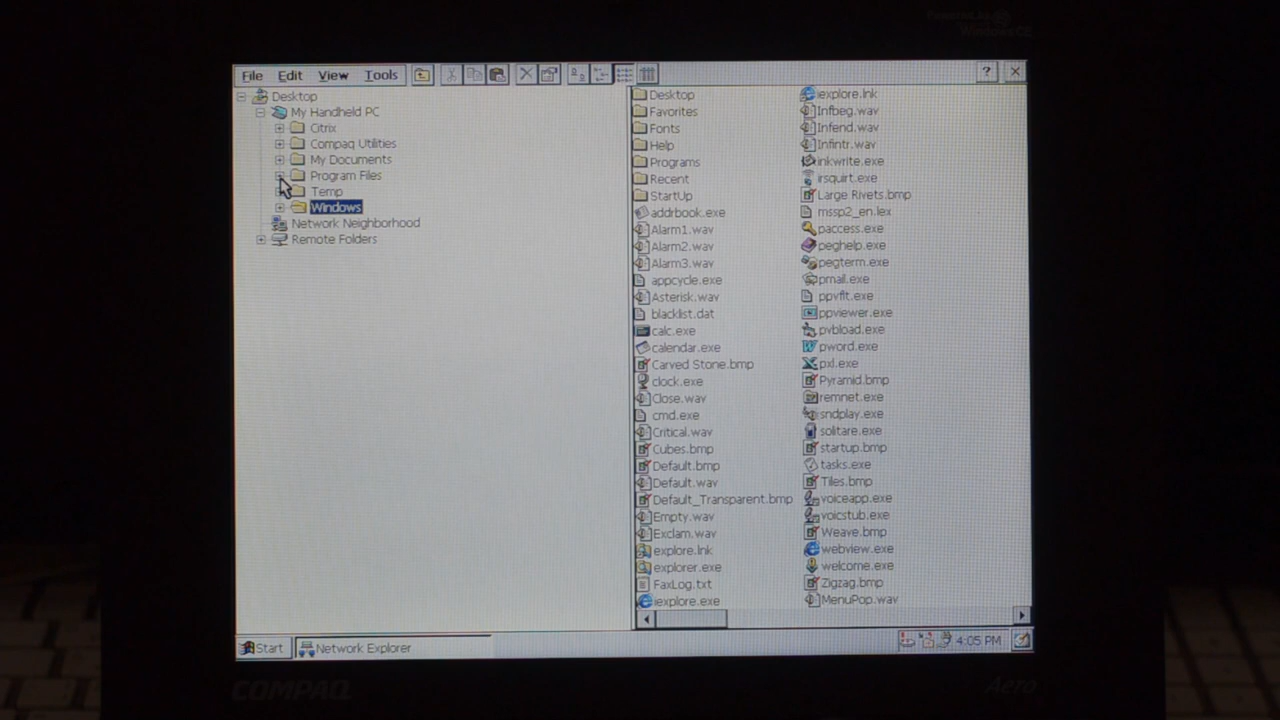 Powered by
Windows CE
File Edit View Tools
?
Desktop
My Handheld PC
Citrix
Compaq Utilities
My Documents
Program Files
Temp
Windows
Network Neighborhood
Remote Folders
Desktop
Favorites
Fonts
Help
Programs
Recent
StartUp
addrbook.exe
Alarm1.wav
Alarm2.wav
Alarm3.wav
appcycle.exe
Asterisk.wav
blacklist.dat
calc.exe
calendar.exe
Carved Stone.bmp
clock.exe
Close.wav
cmd.exe
Critical.wav
Cubes.bmp
Default.bmp
Default.wav
Default_Transparent.bmp
Empty.wav
Exclam.wav
explore.lnk
explorer.exe
FaxLog.txt
iexplore.exe
iexplore.lnk
Infbeg.wav
Infend.wav
Infintr.wav
inkwrite.exe
irsquirt.exe
Large Rivets.bmp
mssp2_en.lex
paccess.exe
peghelp.exe
pegterm.exe
pmail.exe
ppvflt.exe
ppviewer.exe
pvbload.exe
pword.exe
pxl.exe
Pyramid.bmp
remnet.exe
sndplay.exe
solitare.exe
startup.bmp
tasks.exe
Tiles.bmp
voiceapp.exe
voicstub.exe
Weave.bmp
webview.exe
welcome.exe
Zigzag.bmp
MenuPop.wav
Start
Network Explorer
4:05 PM
COMPAQ
Aero